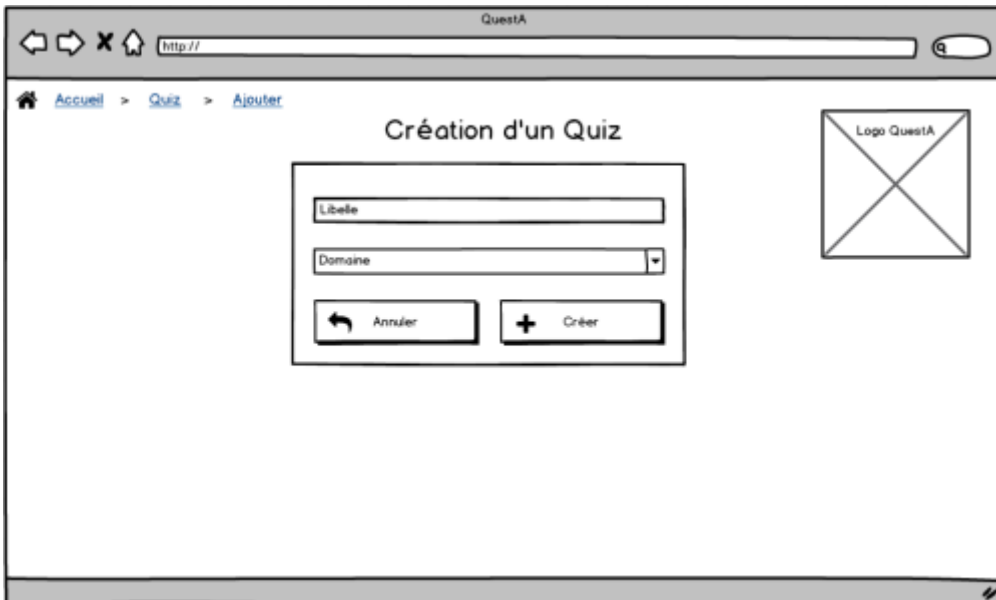 QuestA
http://
Accueil > Quiz > Ajouter
Création d'un Quiz
Logo QuestA
Libelle
Domaine
Annuler
Créer